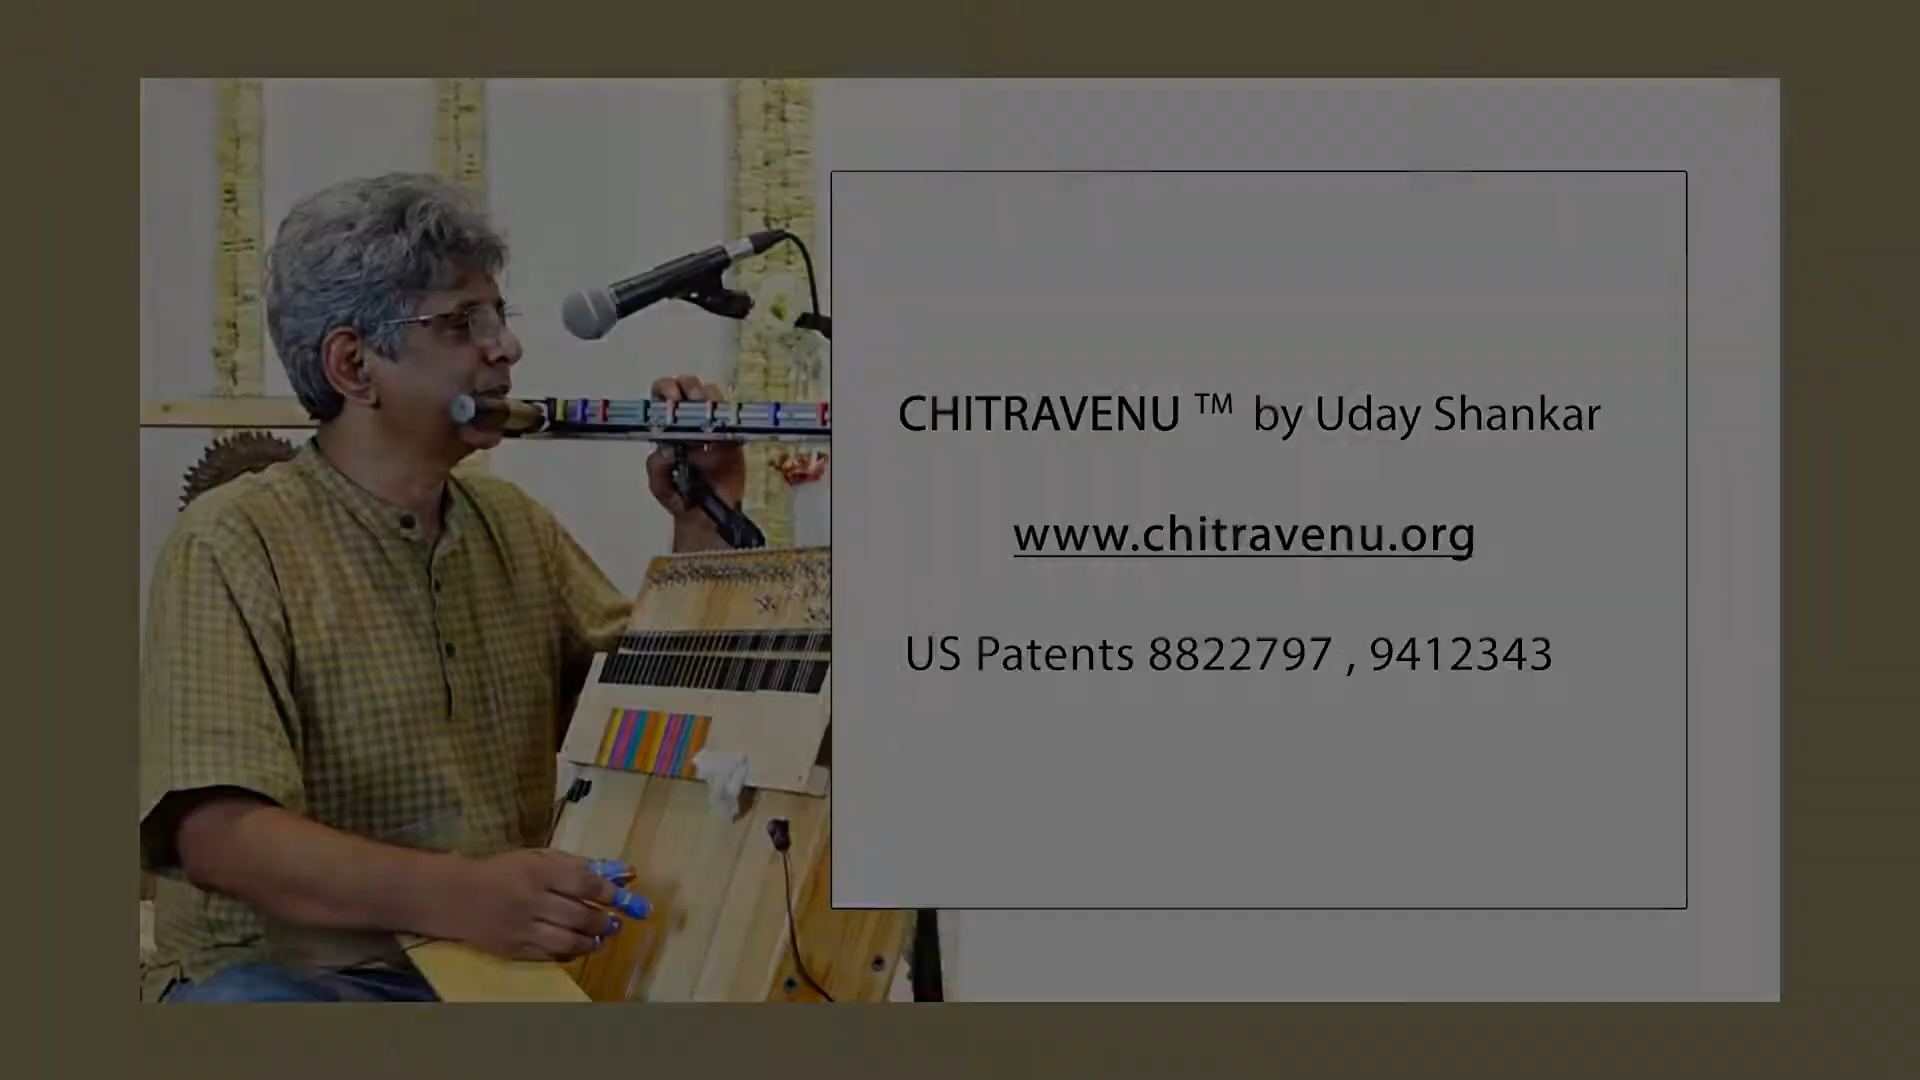 CHITRAVENU ™ by Uday Shankar
www.chitravenu.org
US Patents 8822797 , 9412343